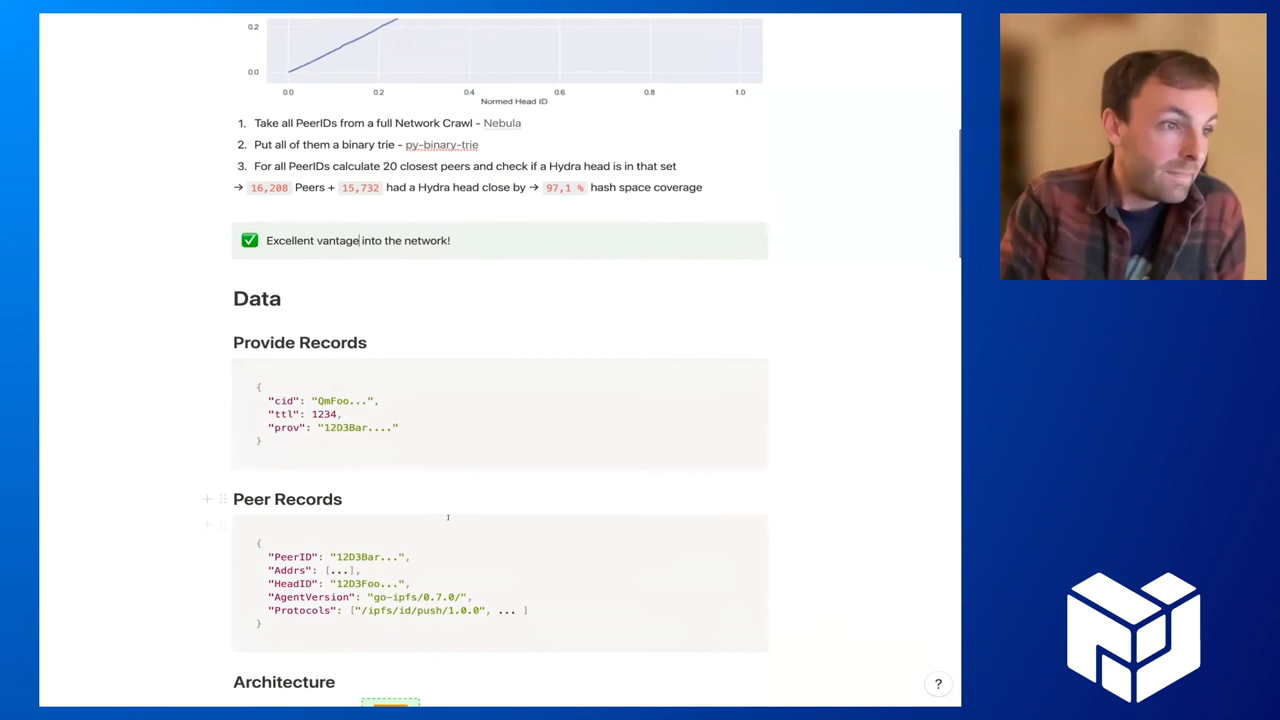 0.2
0.0
0.0 0.2 0.4 0.6 0.8 1.0
Normed Head ID
1. Take all PeerIDs from a full Network Crawl - Nebula
2. Put all of them a binary trie - py-binary-trie
3. For all PeerIDs calculate 20 closest peers and check if a Hydra head is in that set
→ 16,208 Peers + 15,732 had a Hydra head close by → 97,1 % hash space coverage
✅ Excellent vantage into the network!
Data
Provide Records
{
"cid": "QmFoo...",
"ttl": 1234,
"prov": "12D3Bar...."
}
Peer Records
{
"PeerID": "12D3Bar...",
"Addrs": [...],
"HeadID": "12D3Foo...",
"AgentVersion": "go-ipfs/0.7.0/",
"Protocols": ["/ipfs/id/push/1.0.0", ... ]
}
Architecture
?